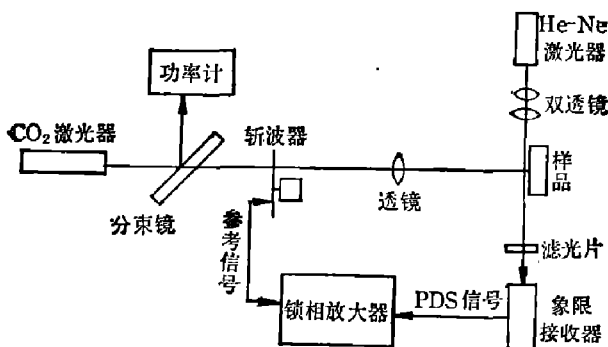 He-Ne
激光器
功率计
双透镜
CO₂激光器
斩波器
样品
分束镜
透镜
参考信号
滤光片
锁相放大器
PDS信号
象限
接收器